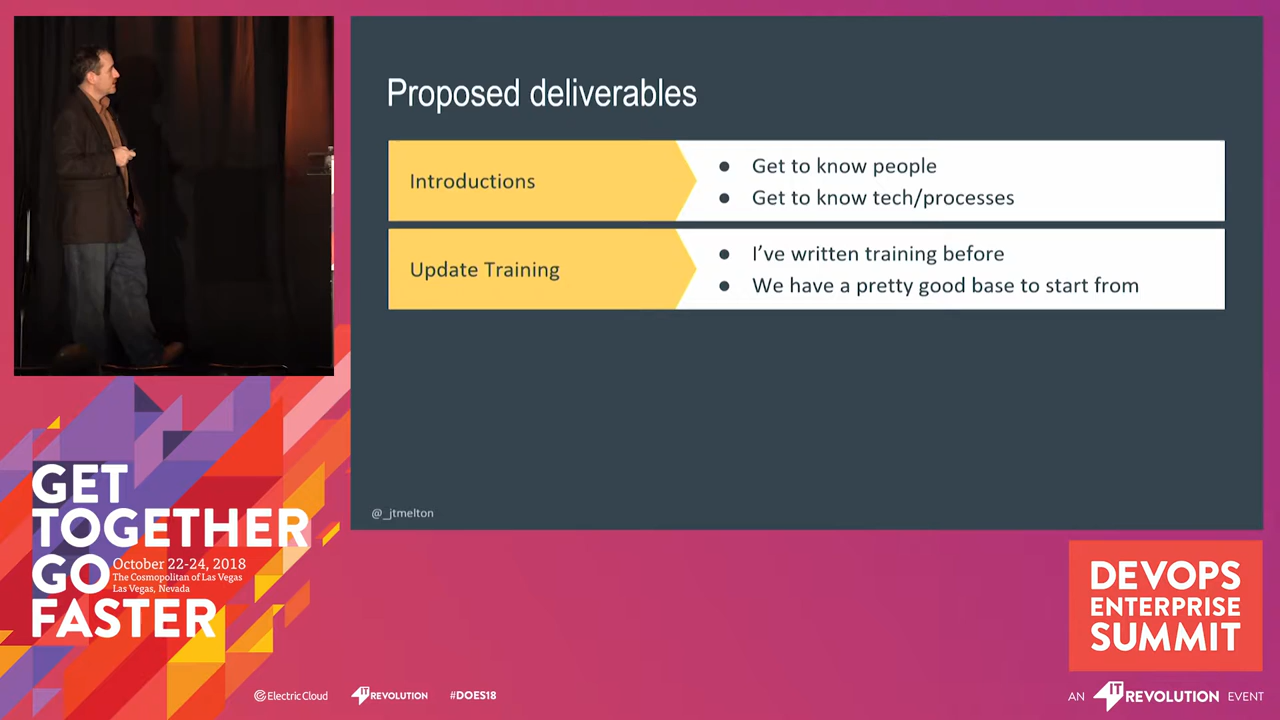 Proposed deliverables
Introductions
● Get to know people
● Get to know tech/processes
Update Training
● I’ve written training before
● We have a pretty good base to start from
@_jtmelton
GET
TOGETHER
GO
October 22-24, 2018
The Cosmopolitan of Las Vegas
Las Vegas, Nevada
FASTER
DEVOPS
ENTERPRISE
SUMMIT
Electric Cloud
IT REVOLUTION
#DOES18
AN IT REVOLUTION EVENT